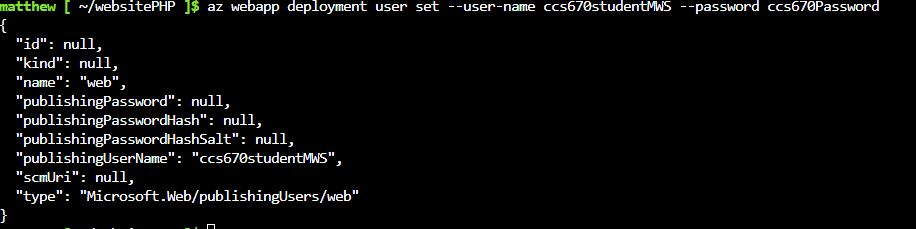 matthew [ ~/websitePHP ]$ az webapp deployment user set --user-name ccs670studentMWS --password ccs670Password
{
  "id": null,
  "kind": null,
  "name": "web",
  "publishingPassword": null,
  "publishingPasswordHash": null,
  "publishingPasswordHashSalt": null,
  "publishingUserName": "ccs670studentMWS",
  "scmUri": null,
  "type": "Microsoft.Web/publishingUsers/web"
}